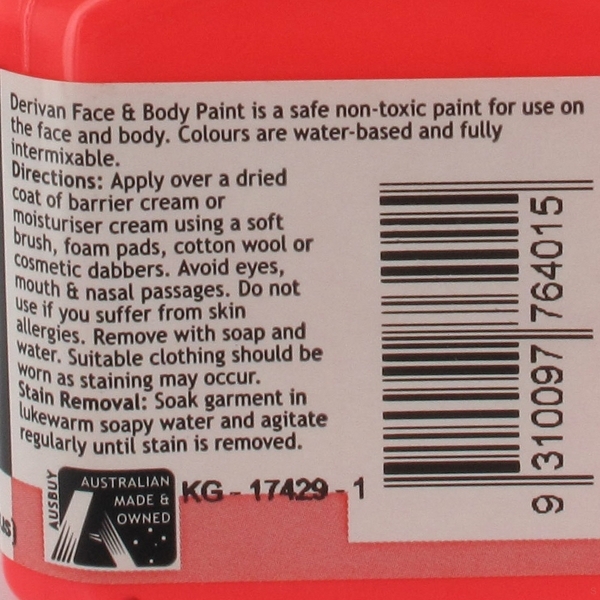 Derivan Face & Body Paint is a safe non-toxic paint for use on
the face and body. Colours are water-based and fully
intermixable.
Directions: Apply over a dried
coat of barrier cream or
moisturiser cream using a soft
brush, foam pads, cotton wool or
cosmetic dabbers. Avoid eyes,
mouth & nasal passages. Do not
use if you suffer from skin
allergies. Remove with soap and
water. Suitable clothing should be
worn as staining may occur.
Stain Removal: Soak garment in
lukewarm soapy water and agitate
regularly until stain is removed.
9 310097 764015
AUSBUY
AUSTRALIAN
MADE &
OWNED
KG - 17429 - 1